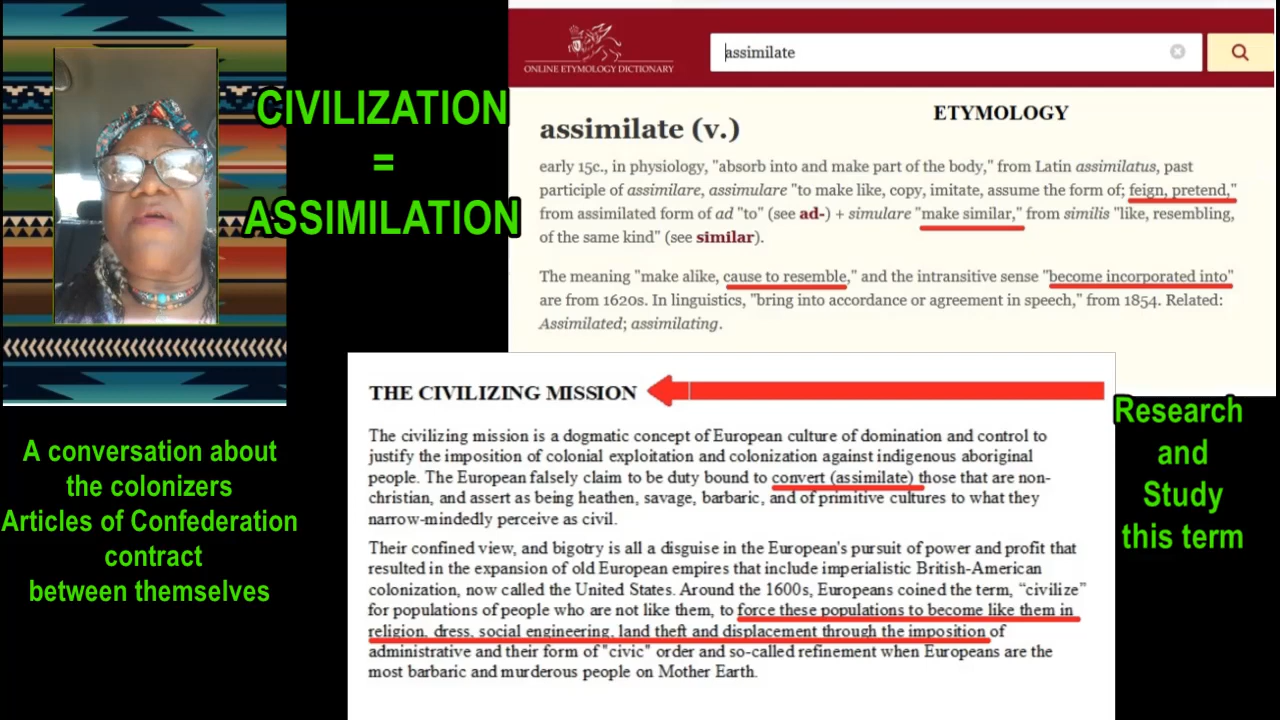 CIVILIZATION
=
ASSIMILATION
A conversation about
the colonizers
Articles of Confederation
contract
between themselves
ONLINE ETYMOLOGY DICTIONARY
assimilate
ETYMOLOGY
assimilate (v.)
early 15c., in physiology, "absorb into and make part of the body," from Latin assimilatus, past
participle of assimilare, assimulare "to make like, copy, imitate, assume the form of; feign, pretend,"
from assimilated form of ad "to" (see ad-) + simulare "make similar," from similis "like, resembling,
of the same kind" (see similar).
The meaning "make alike, cause to resemble," and the intransitive sense "become incorporated into"
are from 1620s. In linguistics, "bring into accordance or agreement in speech," from 1854. Related:
Assimilated; assimilating.
THE CIVILIZING MISSION
The civilizing mission is a dogmatic concept of European culture of domination and control to
justify the imposition of colonial exploitation and colonization against indigenous aboriginal
people. The European falsely claim to be duty bound to convert (assimilate) those that are non-
christian, and assert as being heathen, savage, barbaric, and of primitive cultures to what they
narrow-mindedly perceive as civil.
Their confined view, and bigotry is all a disguise in the European's pursuit of power and profit that
resulted in the expansion of old European empires that include imperialistic British-American
colonization, now called the United States. Around the 1600s, Europeans coined the term, “civilize”
for populations of people who are not like them, to force these populations to become like them in
religion, dress, social engineering, land theft and displacement through the imposition of
administrative and their form of "civic" order and so-called refinement when Europeans are the
most barbaric and murderous people on Mother Earth.
Research
and
Study
this term